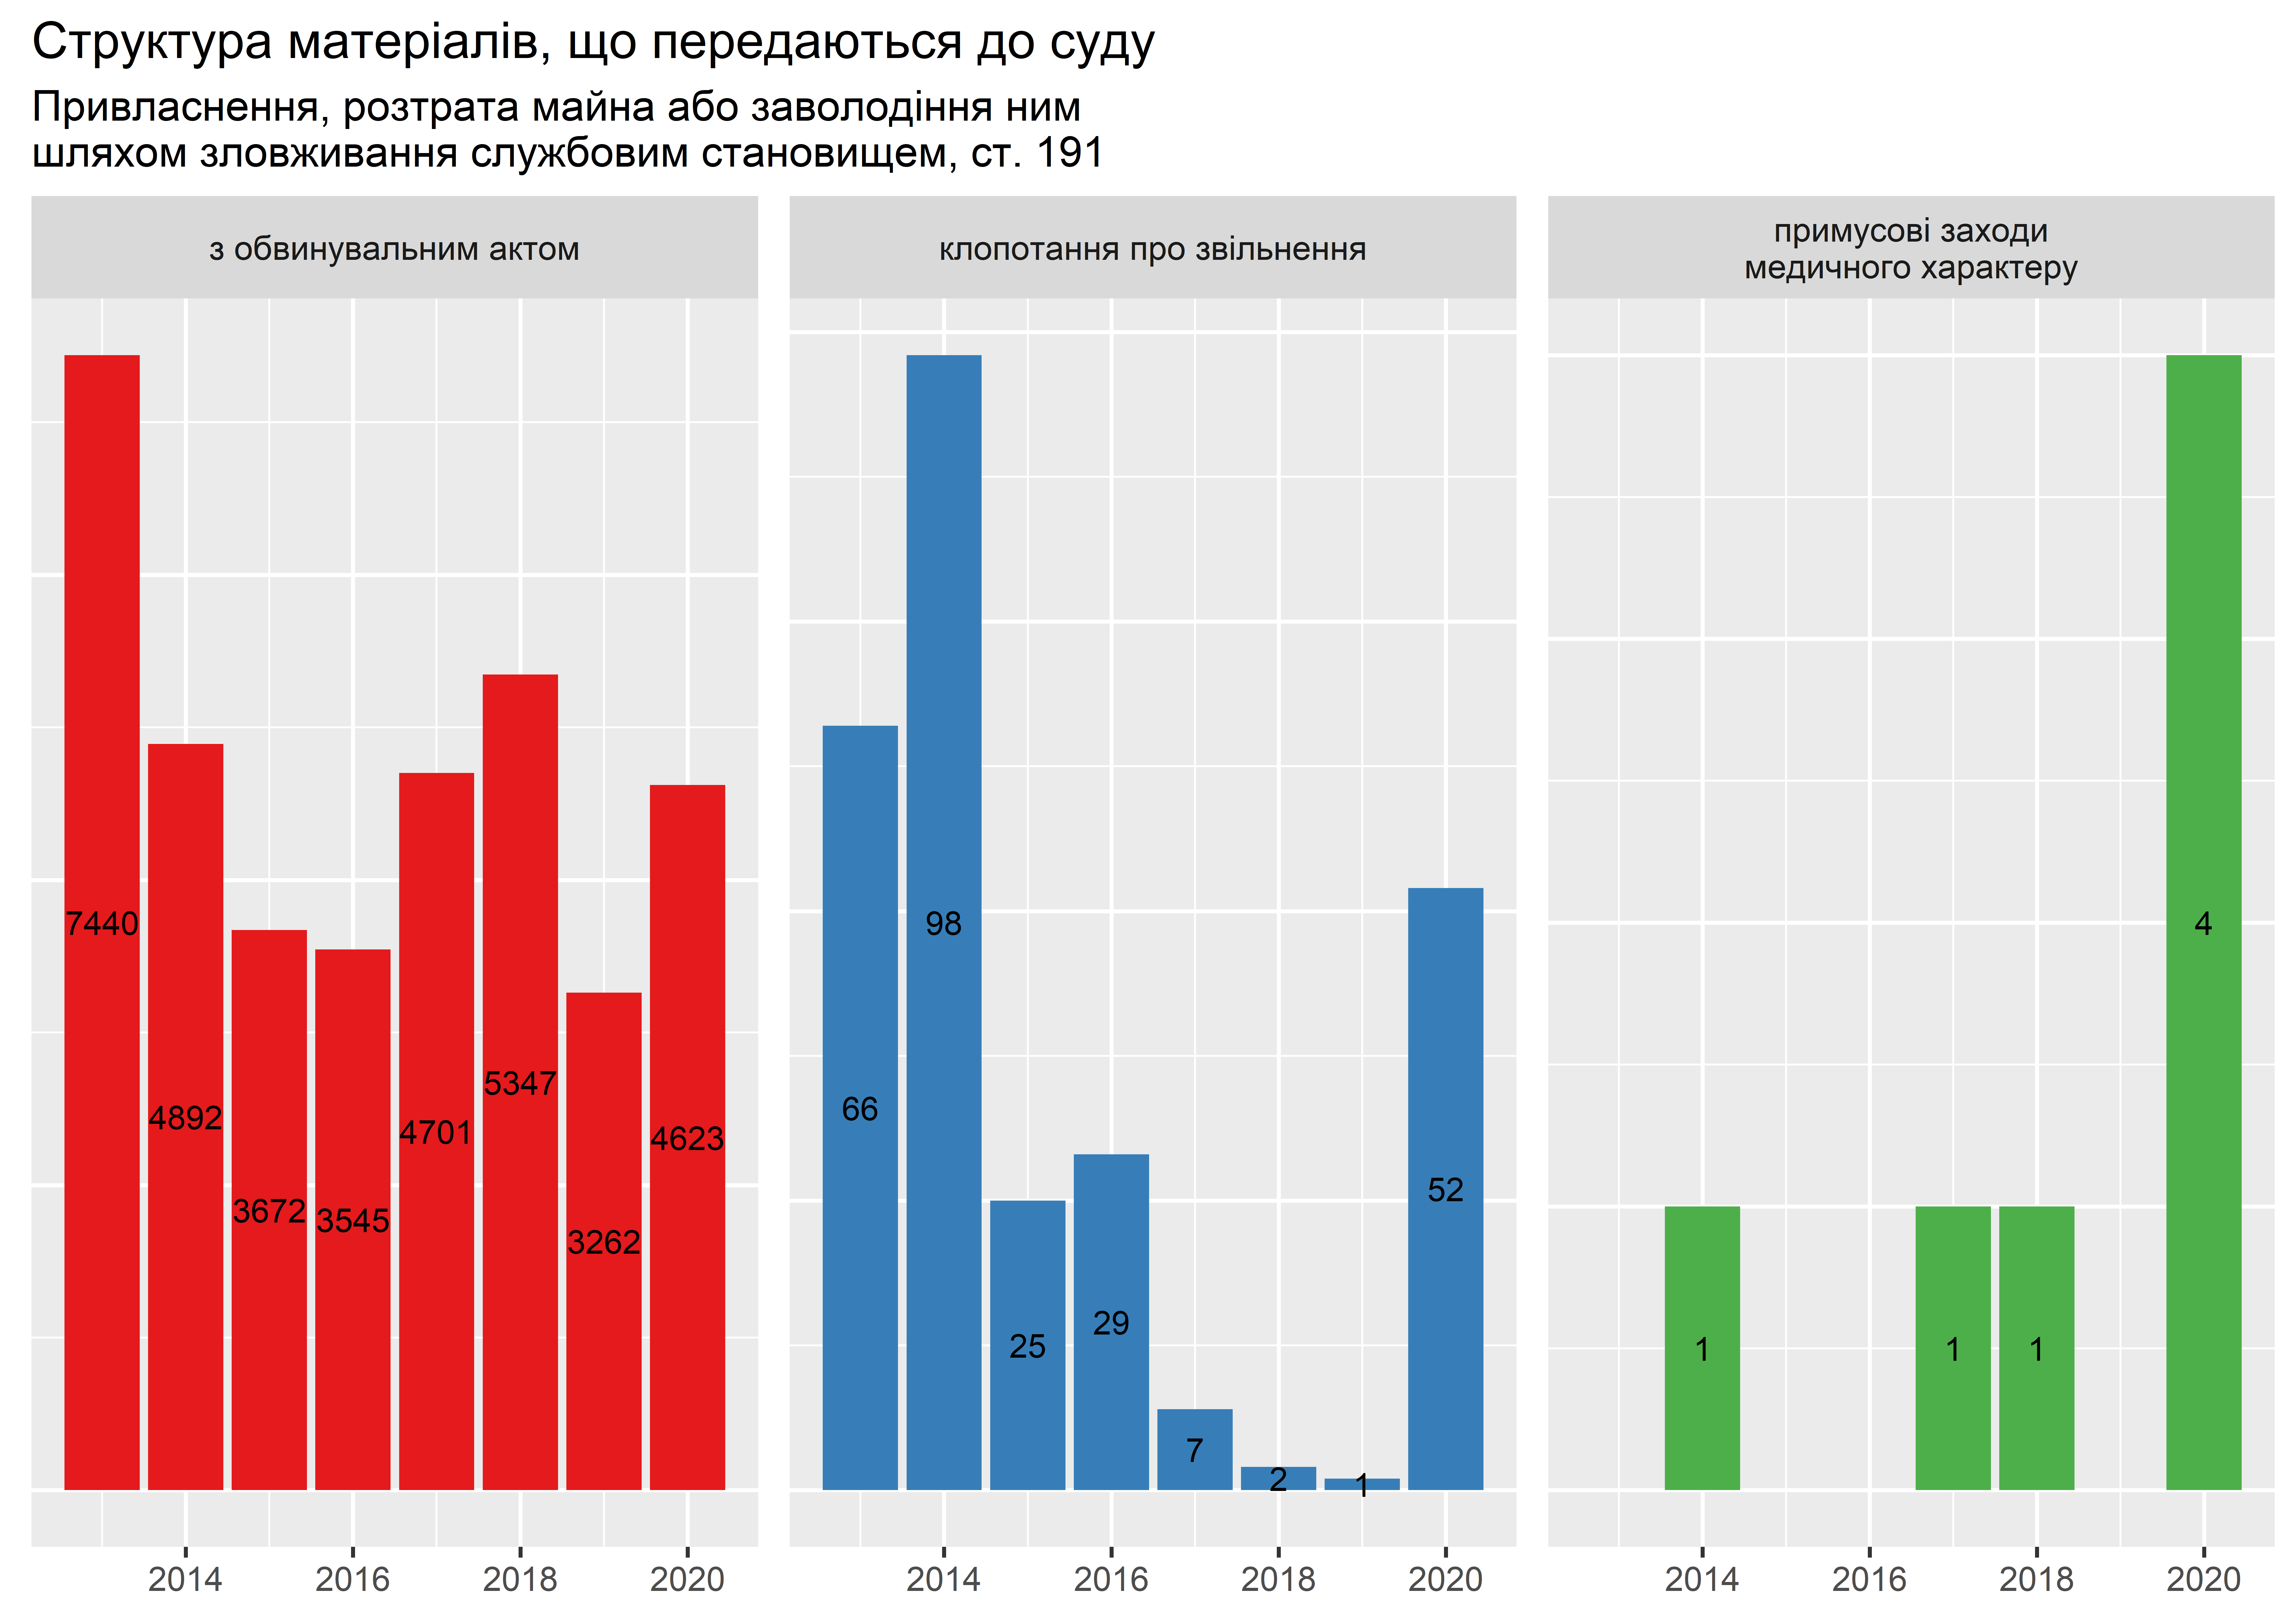 Структура матеріалів, що передаються до суду
Привласнення, розтрата майна або заволодіння ним
шляхом зловживання службовим становищем, ст. 191
з обвинувальним актом
7440
4892
3672
3545
4701
5347
3262
4623
2014 2016 2018 2020
клопотання про звільнення
66
98
25
29
7
2
1
52
2014 2016 2018 2020
примусові заходи
медичного характеру
1
1
1
4
2014 2016 2018 2020